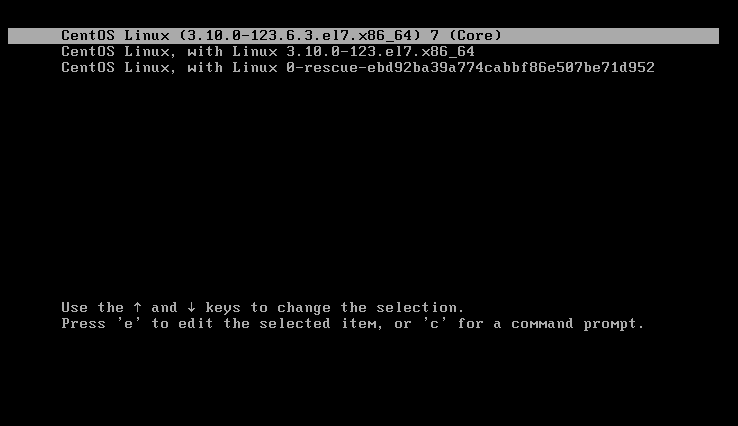 CentOS Linux (3.10.0-123.6.3.el7.x86_64) 7 (Core)
CentOS Linux, with Linux 3.10.0-123.el7.x86_64
CentOS Linux, with Linux 0-rescue-ebd92ba39a774cabbf86e507be71d952
Use the ↑ and ↓ keys to change the selection.
Press 'e' to edit the selected item, or 'c' for a command prompt.